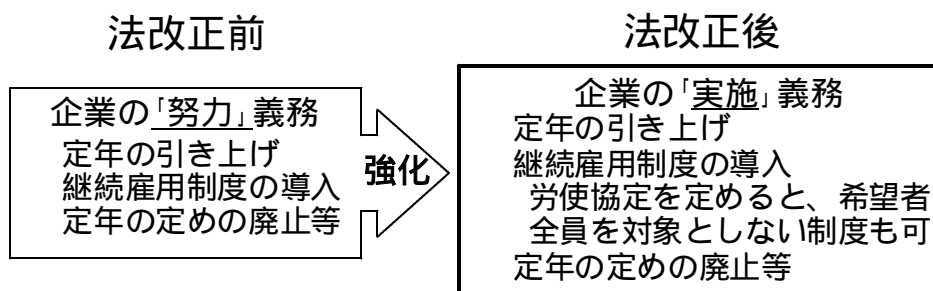 法改正前
企業の「努力」義務
定年の引き上げ
継続雇用制度の導入
定年の定めの廃止等
強化
法改正後
企業の「実施」義務
定年の引き上げ
継続雇用制度の導入
労使協定を定めると、希望者
全員を対象としない制度も可
定年の定めの廃止等